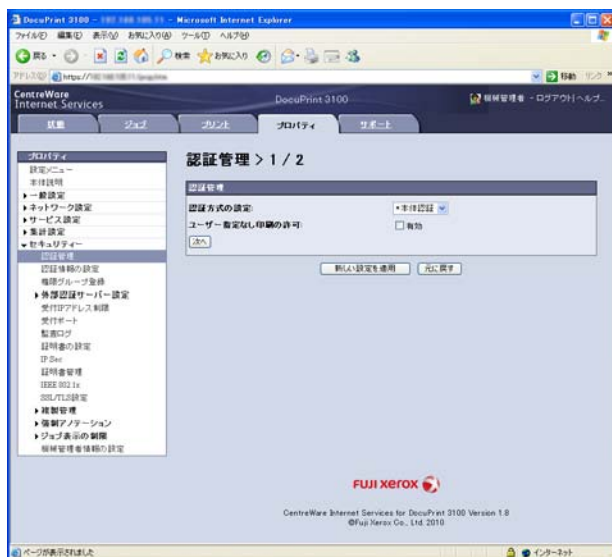 DocuPrint 3100 - - Microsoft Internet Explorer
ファイル(F) 編集(E) 表示(V) お気に入り(A) ツール(T) ヘルプ(H)
戻る 検索 お気に入り
アドレス(D) https:// 移動 リンク
CentreWare
Internet Services
DocuPrint 3100
機械管理者 - ログアウト ヘルプ
状態 ジョブ プリント プロパティ サポート
プロパティ
設定メニュー
本体説明
一般設定
ネットワーク設定
サービス設定
集計設定
セキュリティー
認証管理
認証情報の設定
権限グループ登録
外部認証サーバー設定
受付IPアドレス制限
受付ポート
監査ログ
証明書の設定
IP Sec
証明書管理
IEEE 802.1x
SSL/TLS設定
複製管理
強制アノテーション
ジョブ表示の制限
機械管理者情報の設定
認証管理 > 1 / 2
認証管理
認証方式の設定: •本体認証
ユーザー指定なし印刷の許可: 有効
次へ
新しい設定を適用 元に戻す
FUJI XEROX
CentreWare Internet Services for DocuPrint 3100 Version 1.8
©Fuji Xerox Co., Ltd. 2010
ページが表示されました インターネット